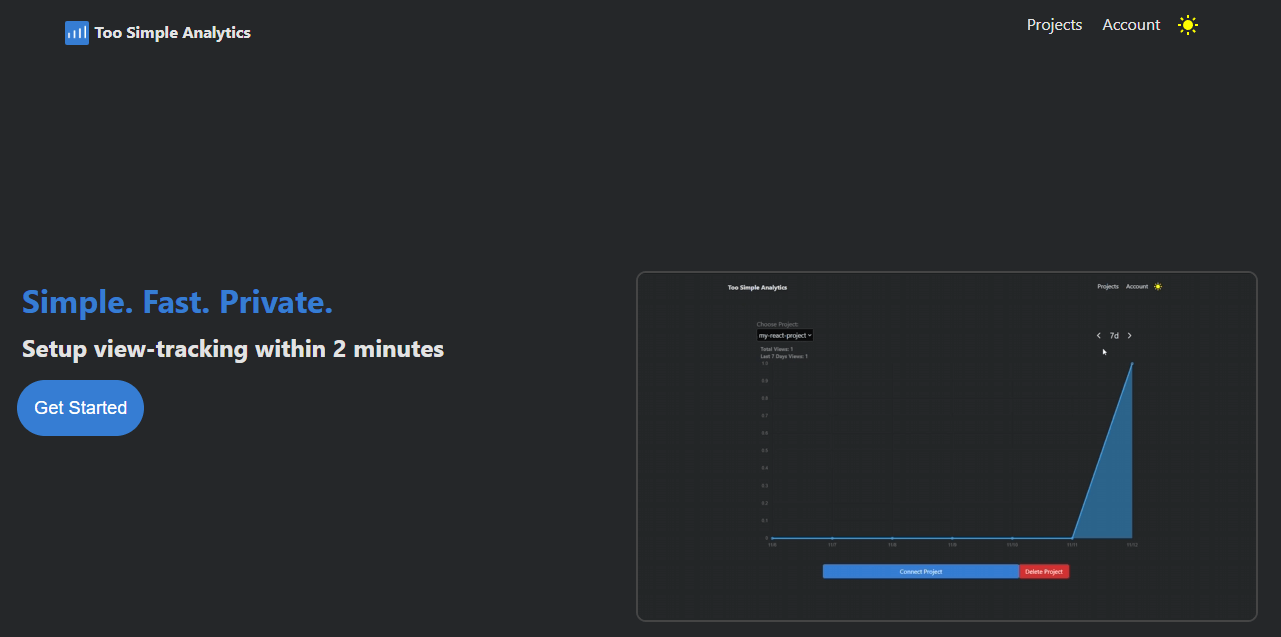 Too Simple Analytics
Projects Account
Simple. Fast. Private.
Setup view-tracking within 2 minutes
Get Started
Too Simple Analytics
Projects Account
Choose Project:
my-react-project
7d
Total Views: 1
Last 7 Days Views: 1
1.0
0.9
0.8
0.7
0.6
0.5
0.4
0.3
0.2
0.1
0
11/6 11/7 11/8 11/9 11/10 11/11 11/12
Connect Project Delete Project